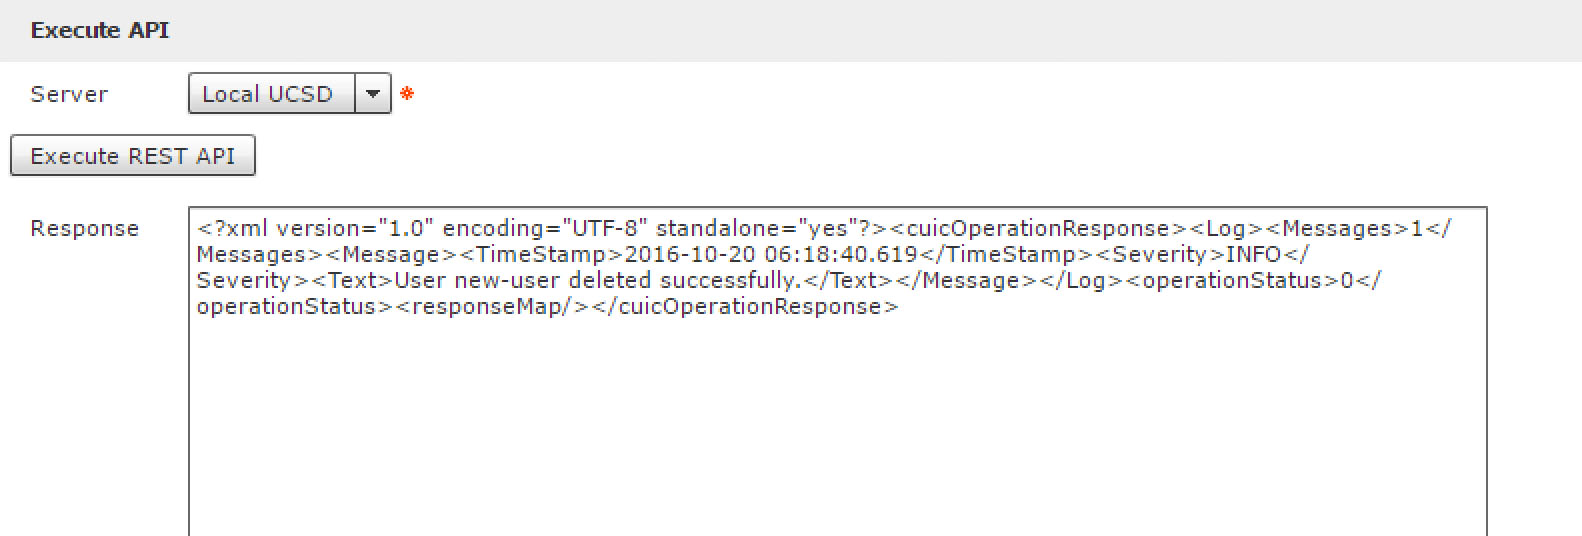 Execute API
Server
Local UCSD
Execute REST API
Response
<?xml version="1.0" encoding="UTF-8" standalone="yes"?><cuicOperationResponse><Log><Messages>1</
Messages><Message><TimeStamp>2016-10-20 06:18:40.619</TimeStamp><Severity>INFO</
Severity><Text>User new-user deleted successfully.</Text></Message></Log><operationStatus>0</
operationStatus><responseMap/></cuicOperationResponse>